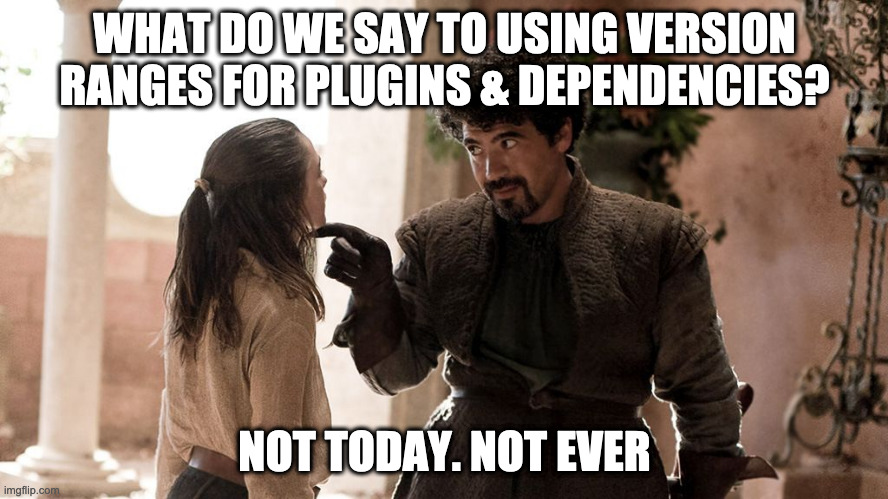 WHAT DO WE SAY TO USING VERSION
RANGES FOR PLUGINS & DEPENDENCIES?
NOT TODAY. NOT EVER
imgflip.com